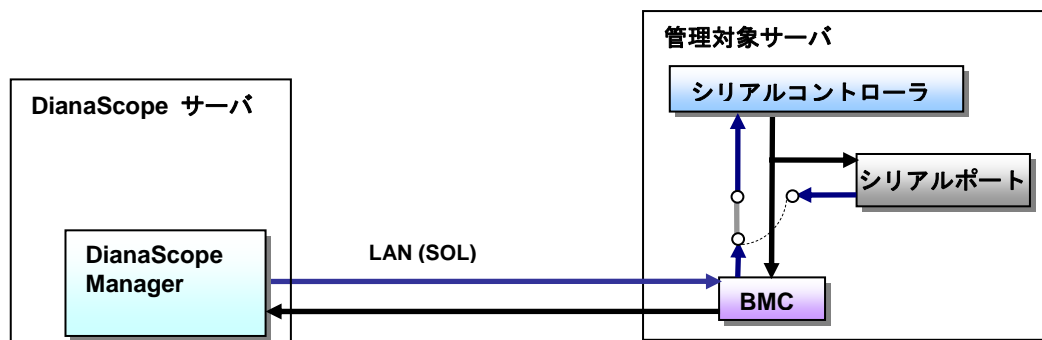 DianaScope サーバ
DianaScope
Manager
LAN (SOL)
管理対象サーバ
シリアルコントローラ
シリアルポート
BMC